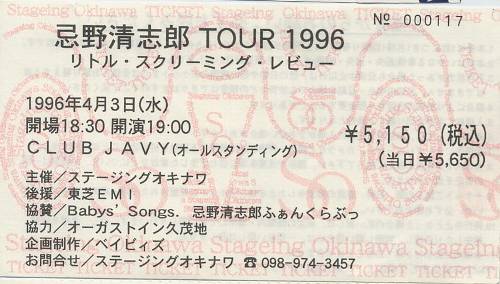 Stageing Okinawa Stageing Okinawa Stageing
TICKET
№ 000117
忌野清志郎 TOUR 1996
リトル・スクリーミング・レビュー
1996年4月3日(水)
開場18:30 開演19:00
CLUB JAVY(オールスタンディング)
¥5,150(税込)
(当日¥5,650)
主催/ステージングオキナワ
後援/東芝EMI
協賛/Babys’ Songs. 忌野清志郎ふぁんくらぶっ
協力/オーガストイン久茂地
企画制作/ベイビィズ
お問合せ/ステージングオキナワ ☎098-974-3457